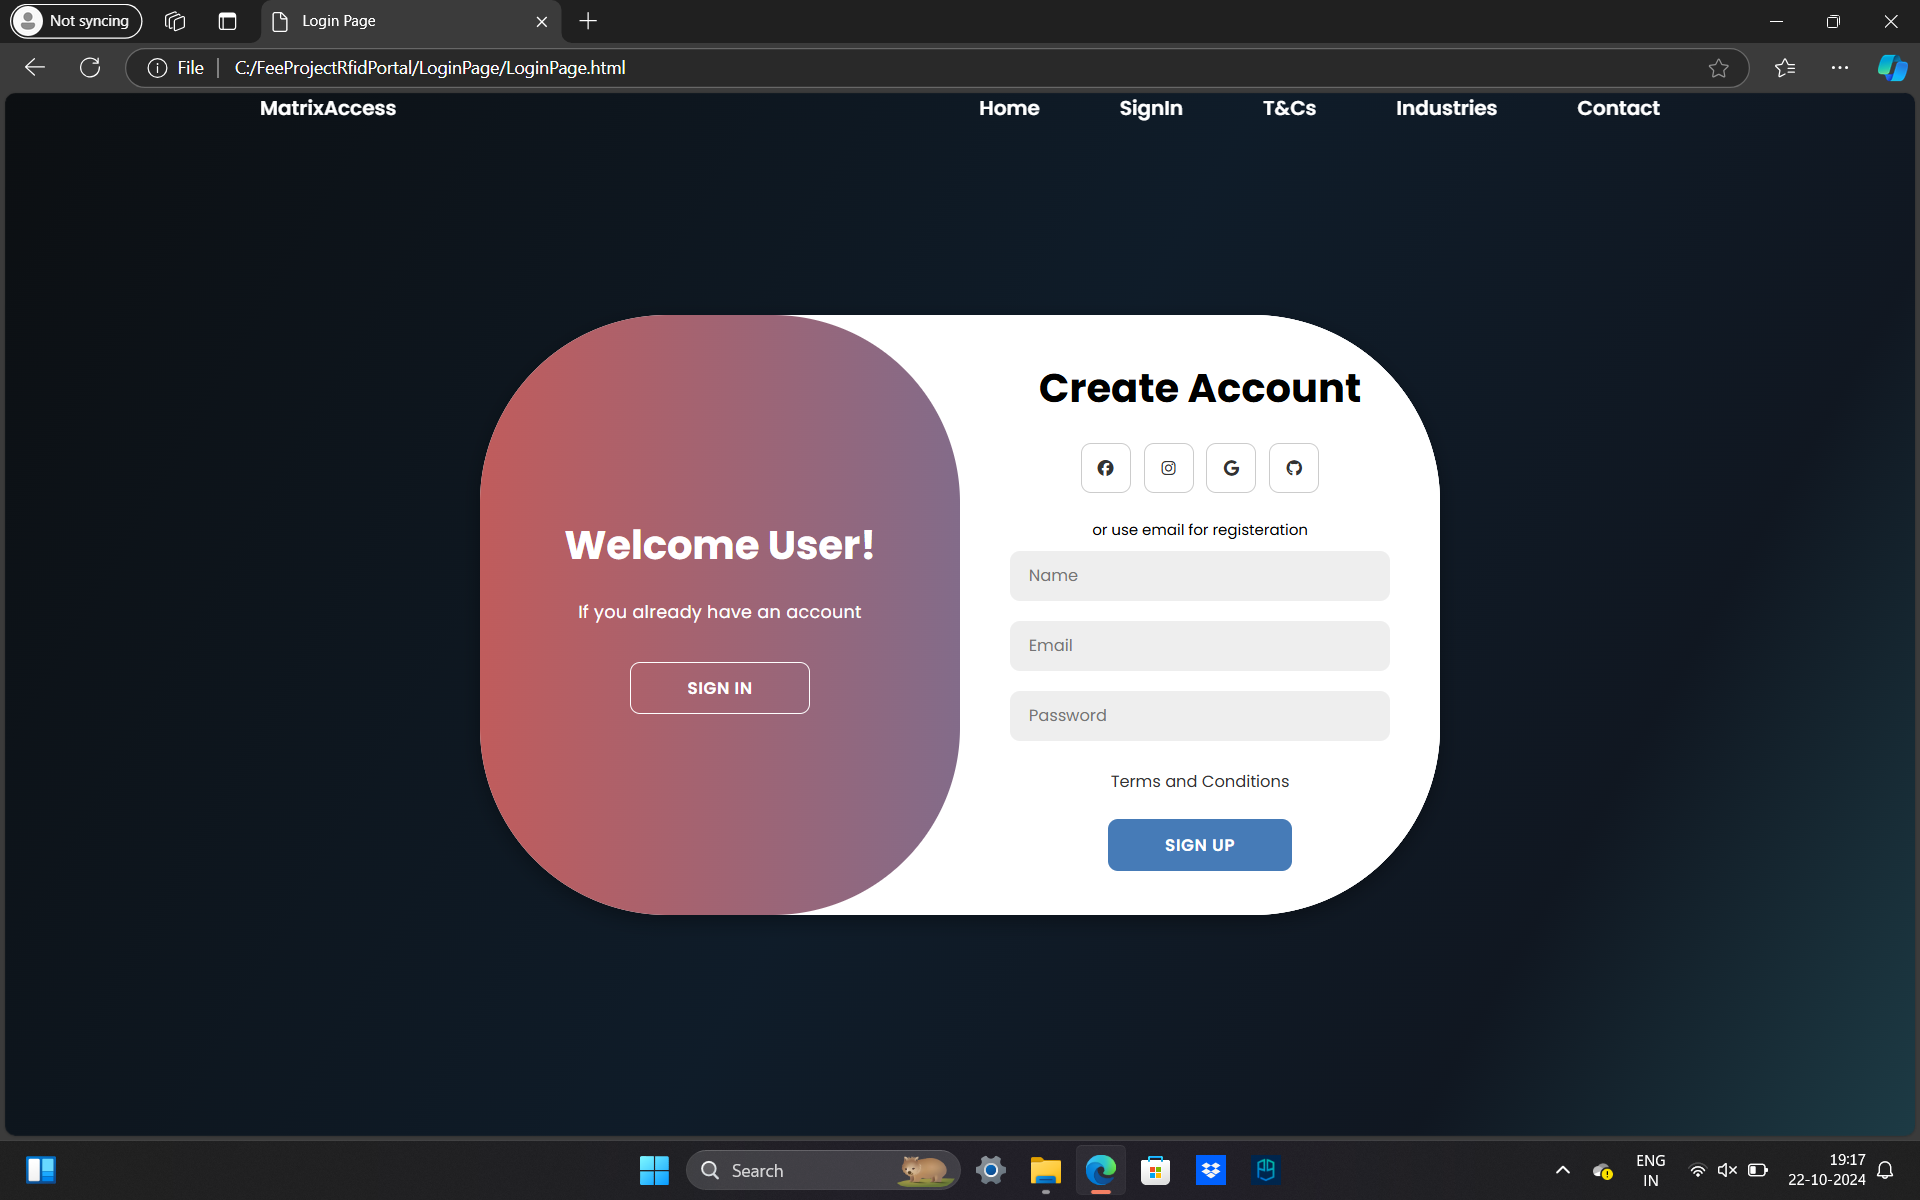 Not syncing
Login Page
File
C:/FeeProjectRfidPortal/LoginPage/LoginPage.html
MatrixAccess
Home SignIn T&Cs Industries Contact
Welcome User!
If you already have an account
SIGN IN
Create Account
or use email for registeration
Name
Email
Password
Terms and Conditions
SIGN UP
Search
ENG
IN
19:17
22-10-2024